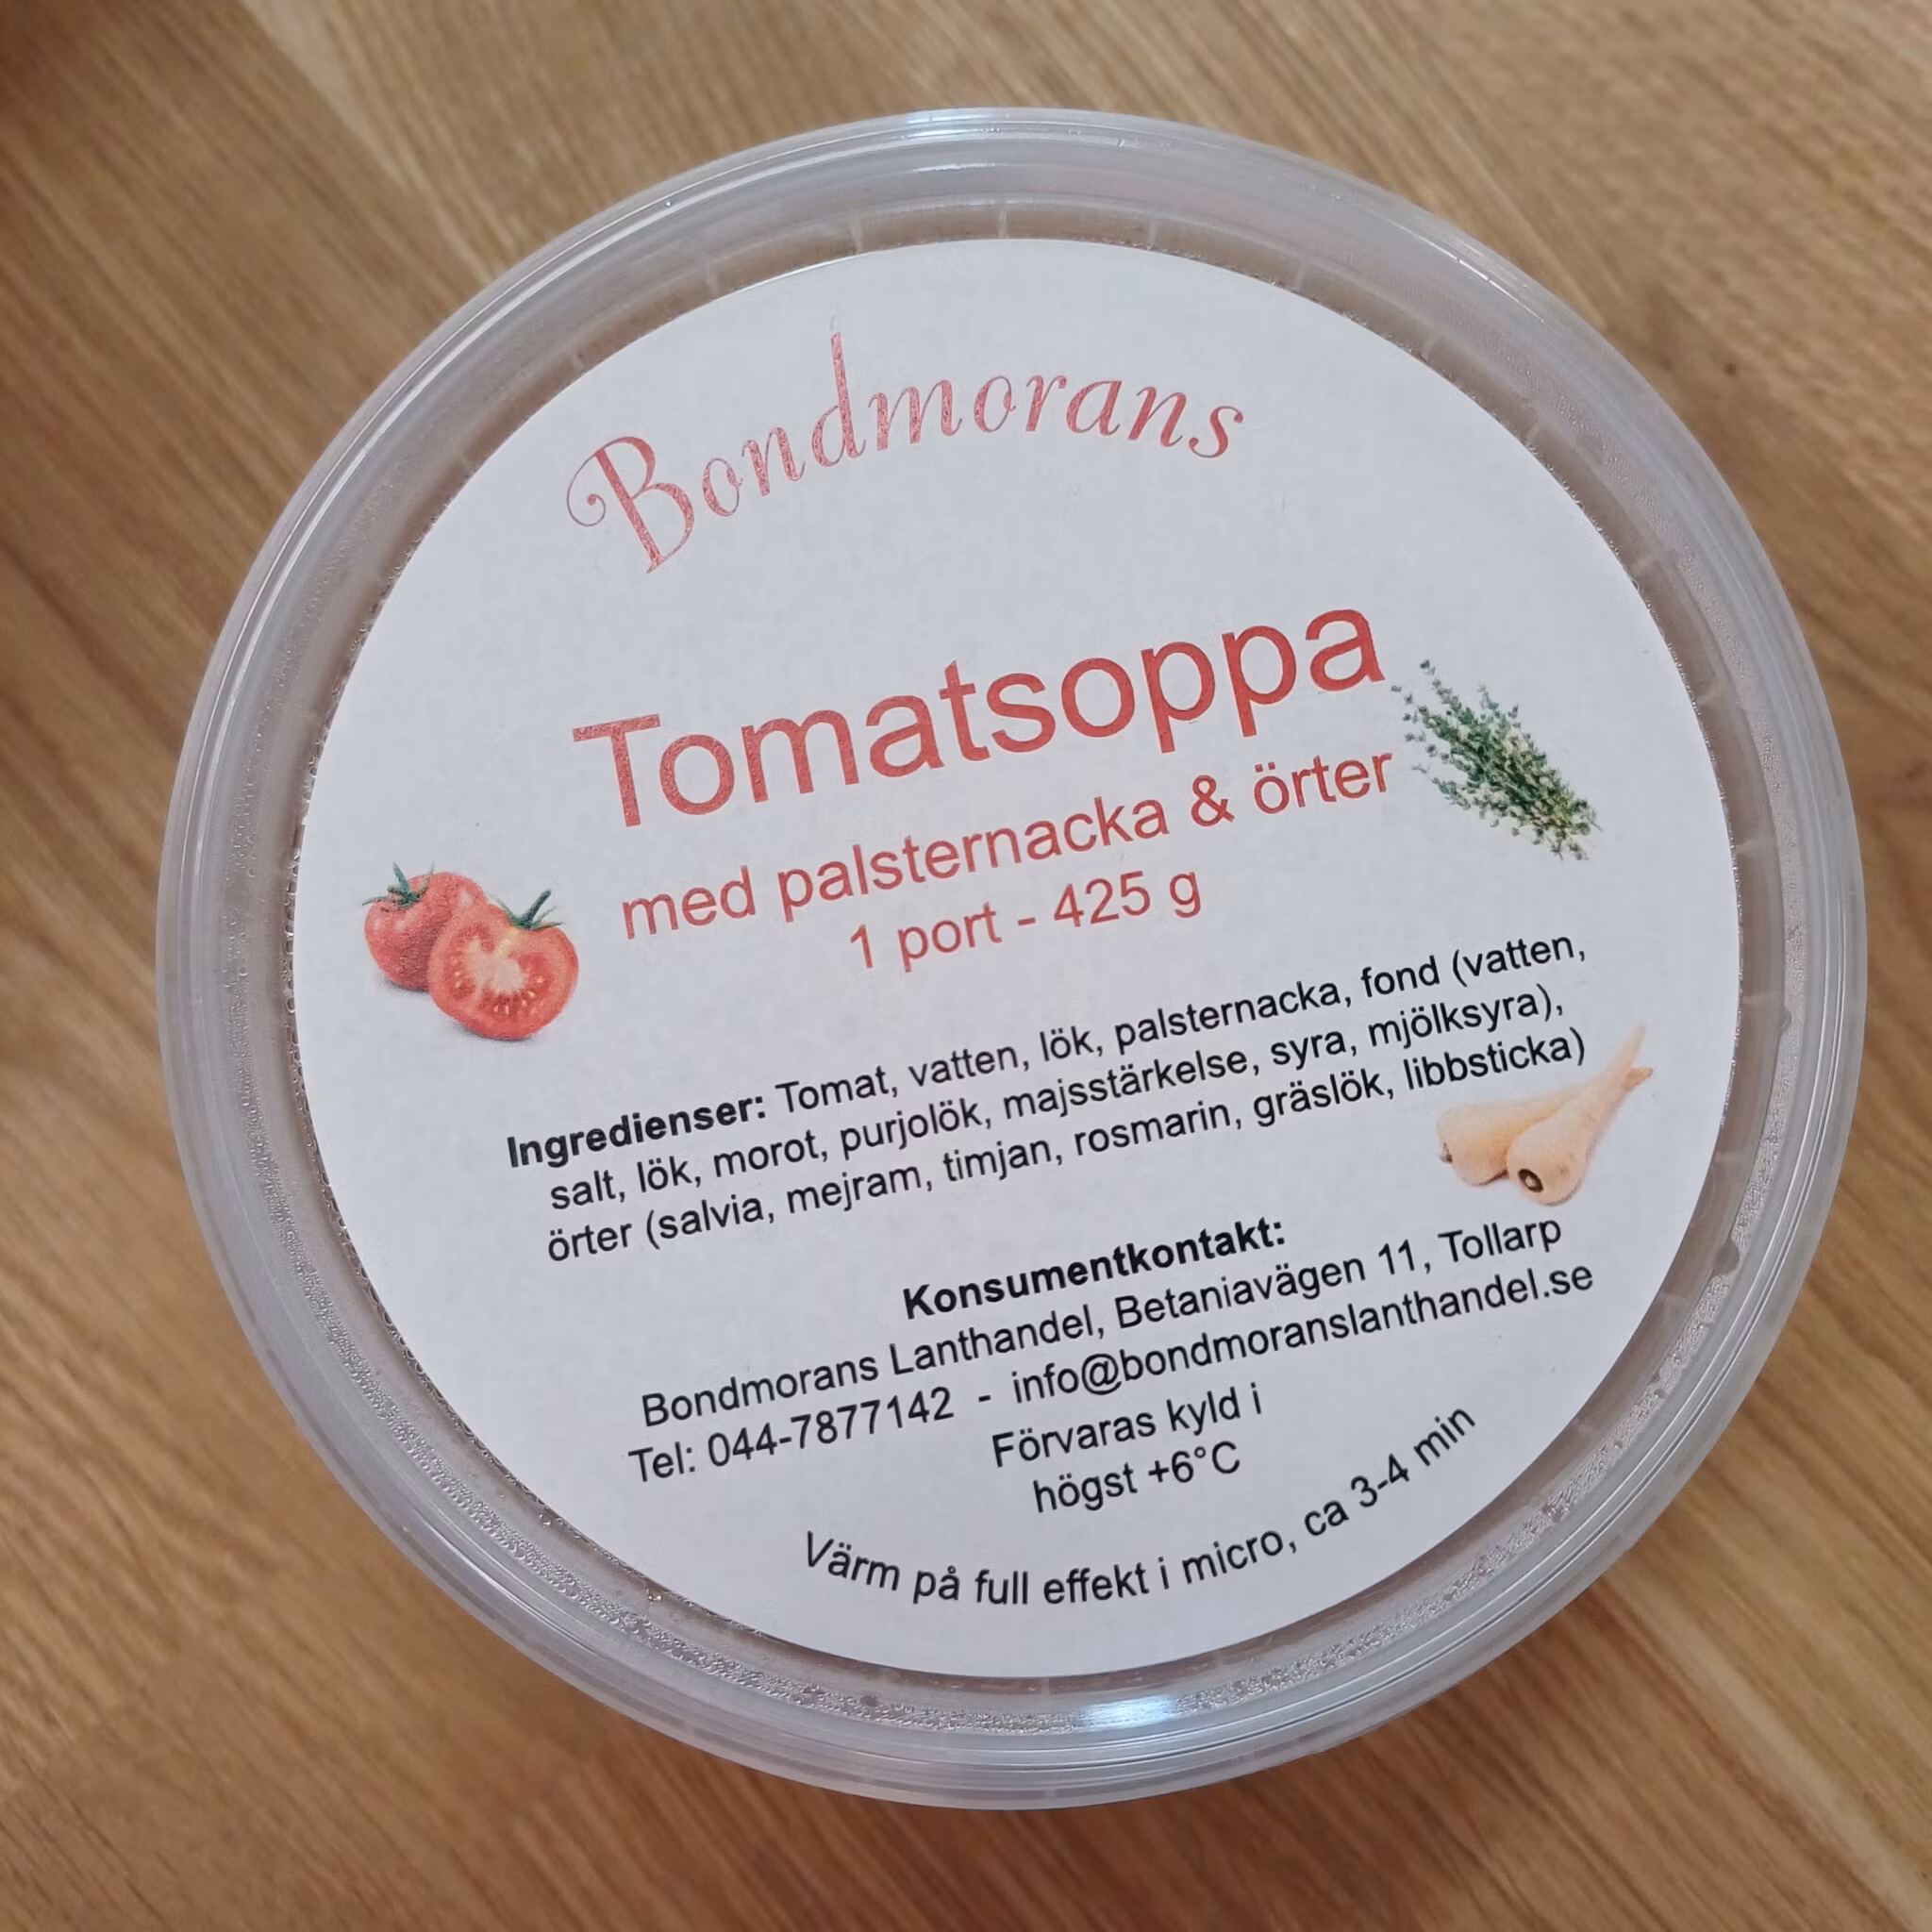 Bondmorans
Tomatsoppa
med palsternacka & örter
1 port - 425 g
Ingredienser: Tomat, vatten, lök, palsternacka, fond (vatten,
salt, lök, morot, purjolök, majsstärkelse, syra, mjölksyra),
örter (salvia, mejram, timjan, rosmarin, gräslök, libbsticka)
Konsumentkontakt:
Bondmorans Lanthandel, Betaniavägen 11, Tollarp
Tel: 044-7877142 - info@bondmoranslanthandel.se
Förvaras kyld i
högst +6°C
Värm på full effekt i micro, ca 3-4 min